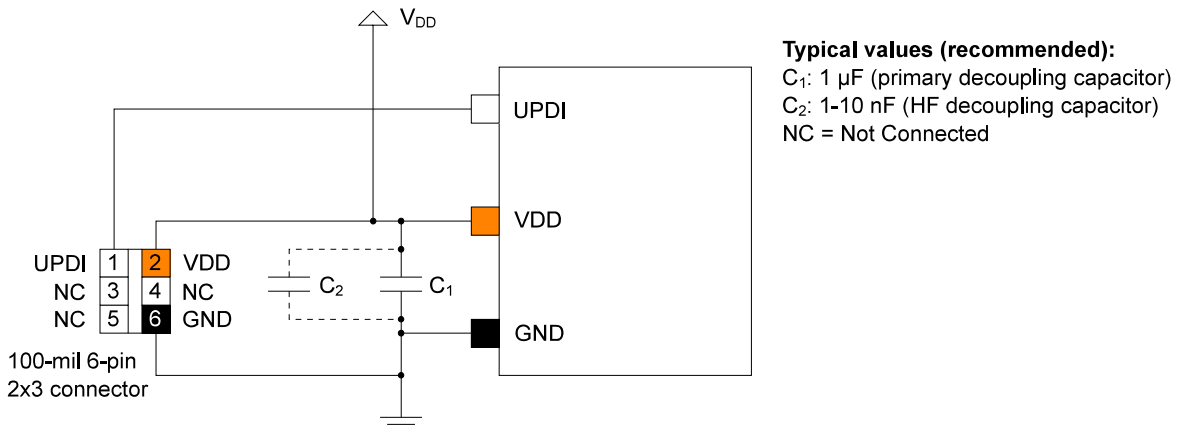 VDD
Typical values (recommended):
C1: 1 µF (primary decoupling capacitor)
C2: 1-10 nF (HF decoupling capacitor)
NC = Not Connected
UPDI
VDD
UPDI 1 2 VDD
NC 3 4 NC
NC 5 6 GND
C2
C1
GND
100-mil 6-pin
2x3 connector